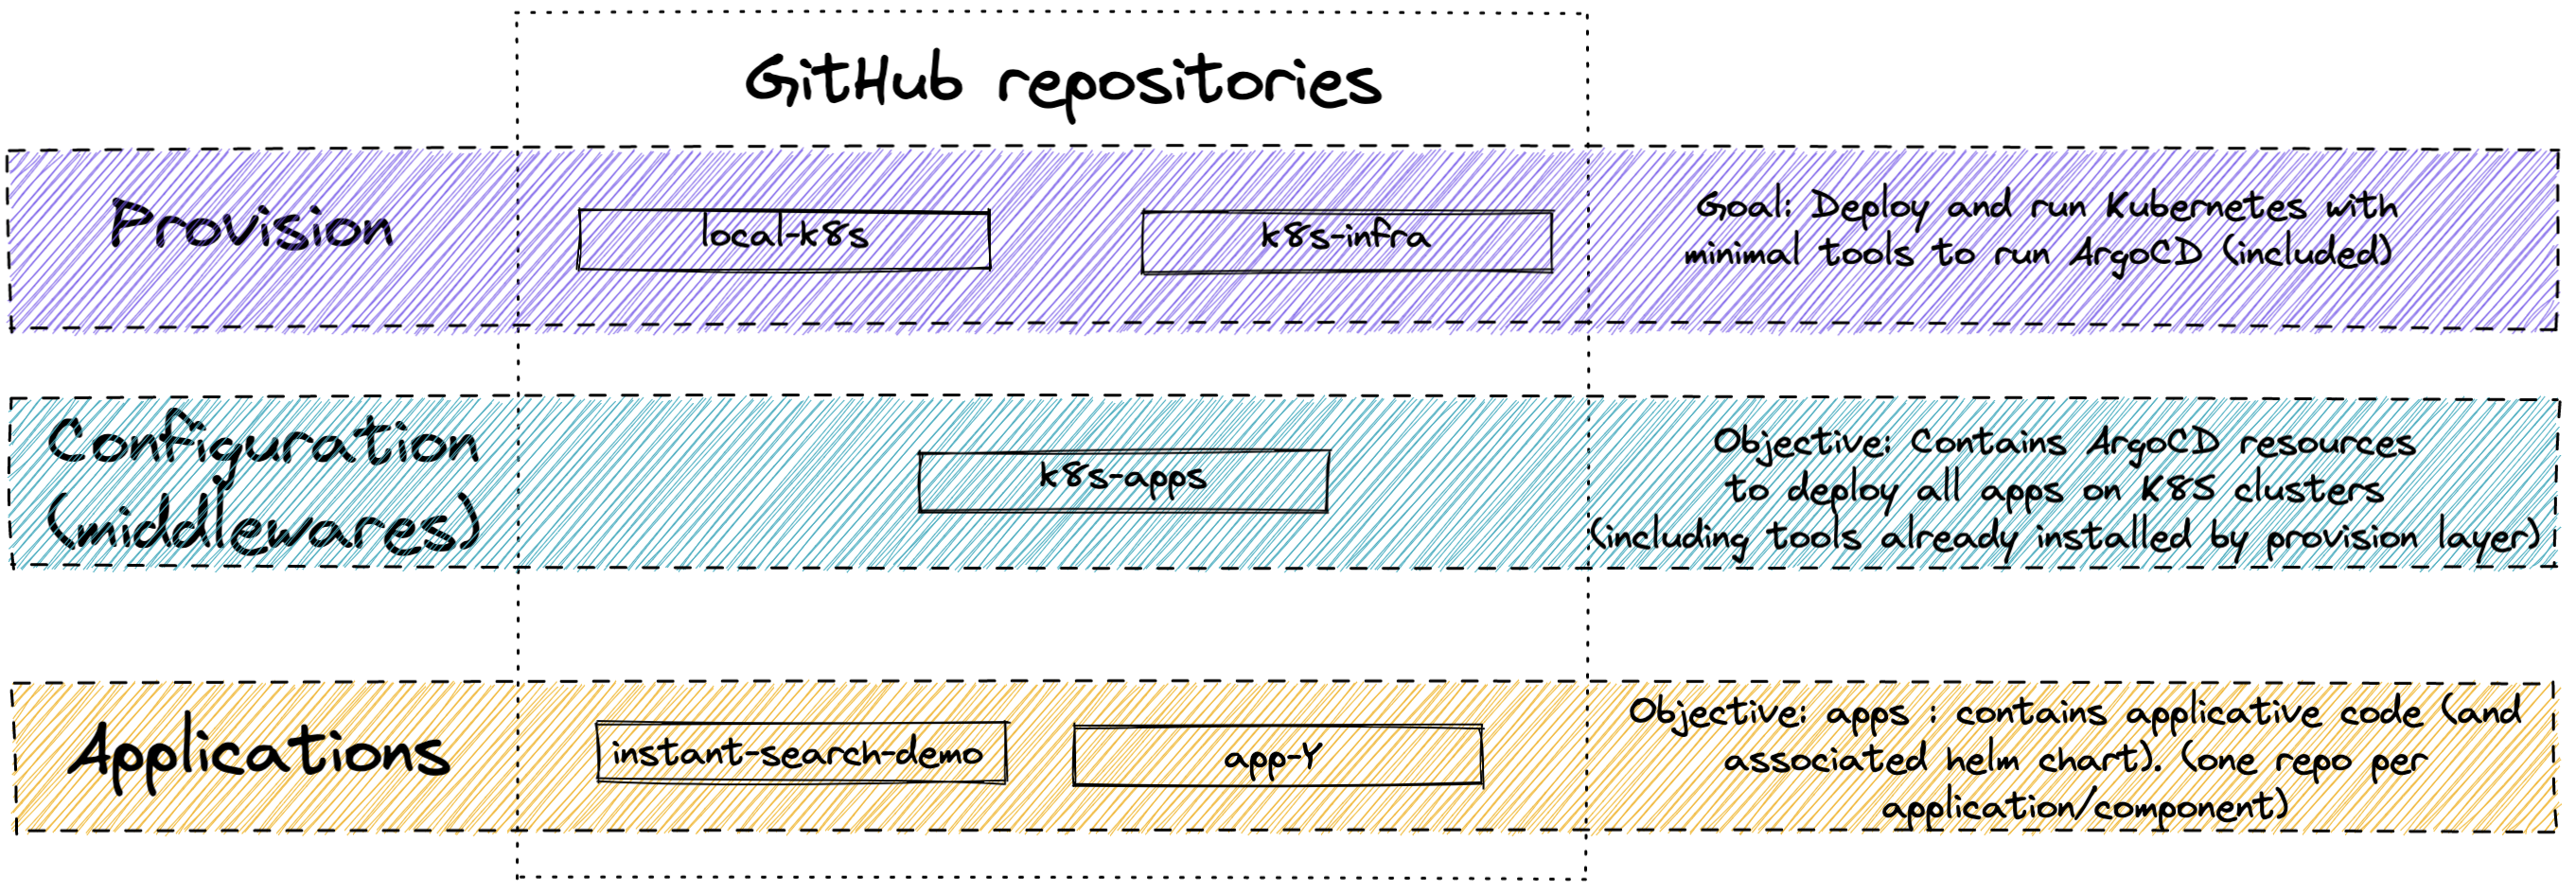 GitHub repositories
Provision
local-k8s
k8s-infra
Goal: Deploy and run Kubernetes with
minimal tools to run ArgoCD (included)
Configuration
(middlewares)
k8s-apps
Objective: Contains ArgoCD resources
to deploy all apps on K8S clusters
(including tools already installed by provision layer)
Applications
instant-search-demo
app-Y
Objective: apps : contains applicative code (and
associated helm chart). (one repo per
application/component)